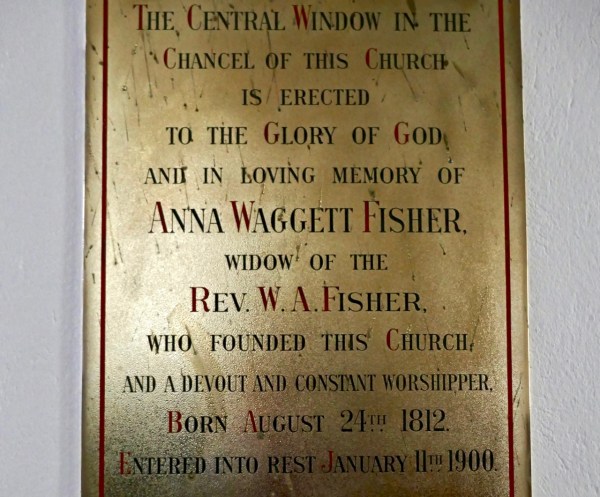 The Central Window in the
Chancel of this Church
is erected
to the Glory of God
and in loving memory of
Anna Waggett Fisher,
widow of the
Rev. W. A. Fisher,
who founded this Church,
and a devout and constant worshipper,
Born August 24th 1812.
Entered into rest January 11th 1900.